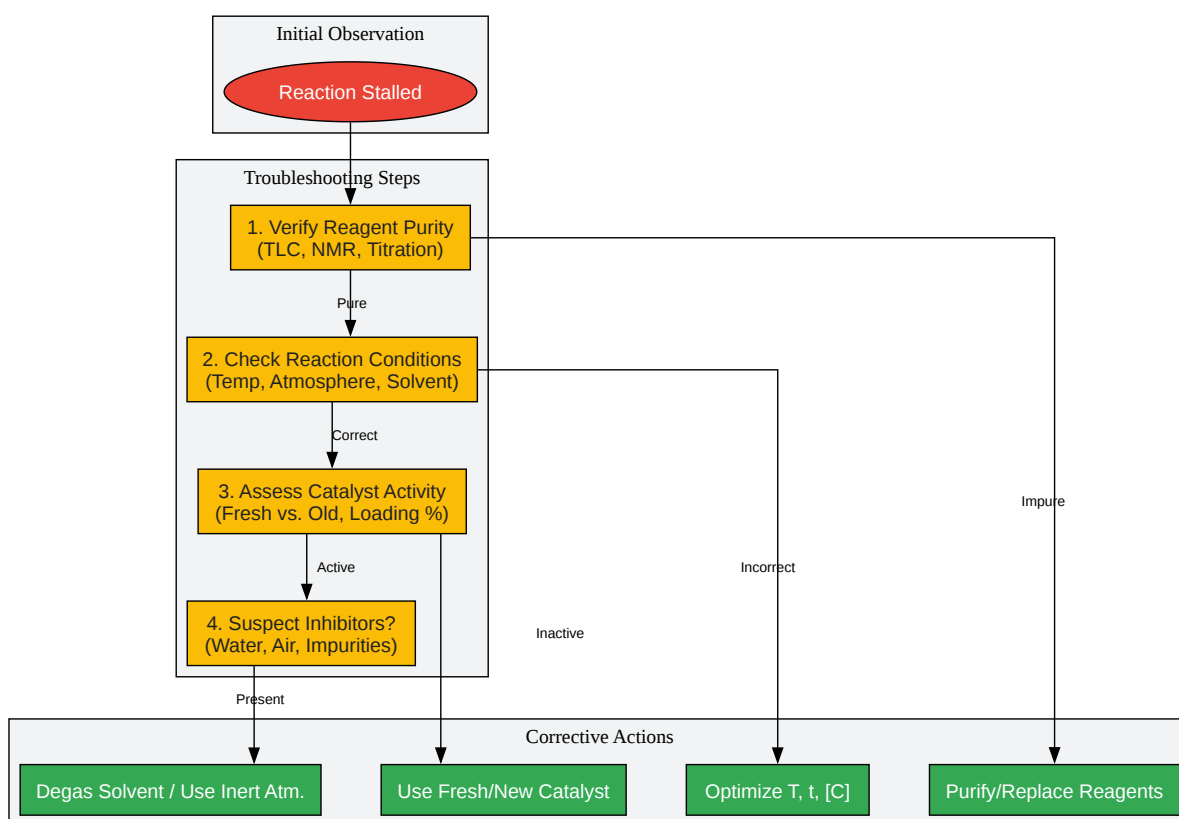 Initial Observation
Reaction Stalled
Troubleshooting Steps
1. Verify Reagent Purity
(TLC, NMR, Titration)
Pure
2. Check Reaction Conditions
(Temp, Atmosphere, Solvent)
Correct
3. Assess Catalyst Activity
(Fresh vs. Old, Loading %)
Impure
Active
Incorrect
4. Suspect Inhibitors?
(Water, Air, Impurities)
Inactive
Present
Corrective Actions
Degas Solvent / Use Inert Atm.
Use Fresh/New Catalyst
Optimize T, t, [C]
Purify/Replace Reagents